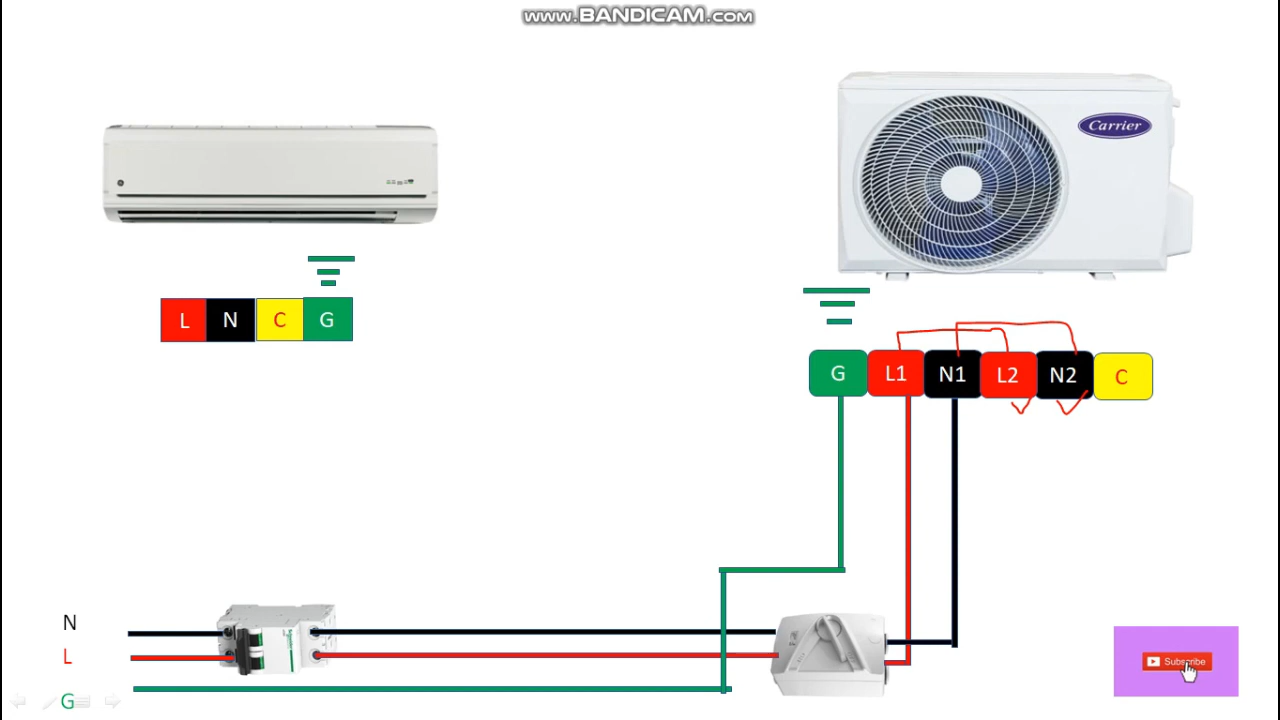 www.BANDICAM.com
Carrier
L N C G
G L1 N1 L2 N2 C
N
L
G
Subscribe